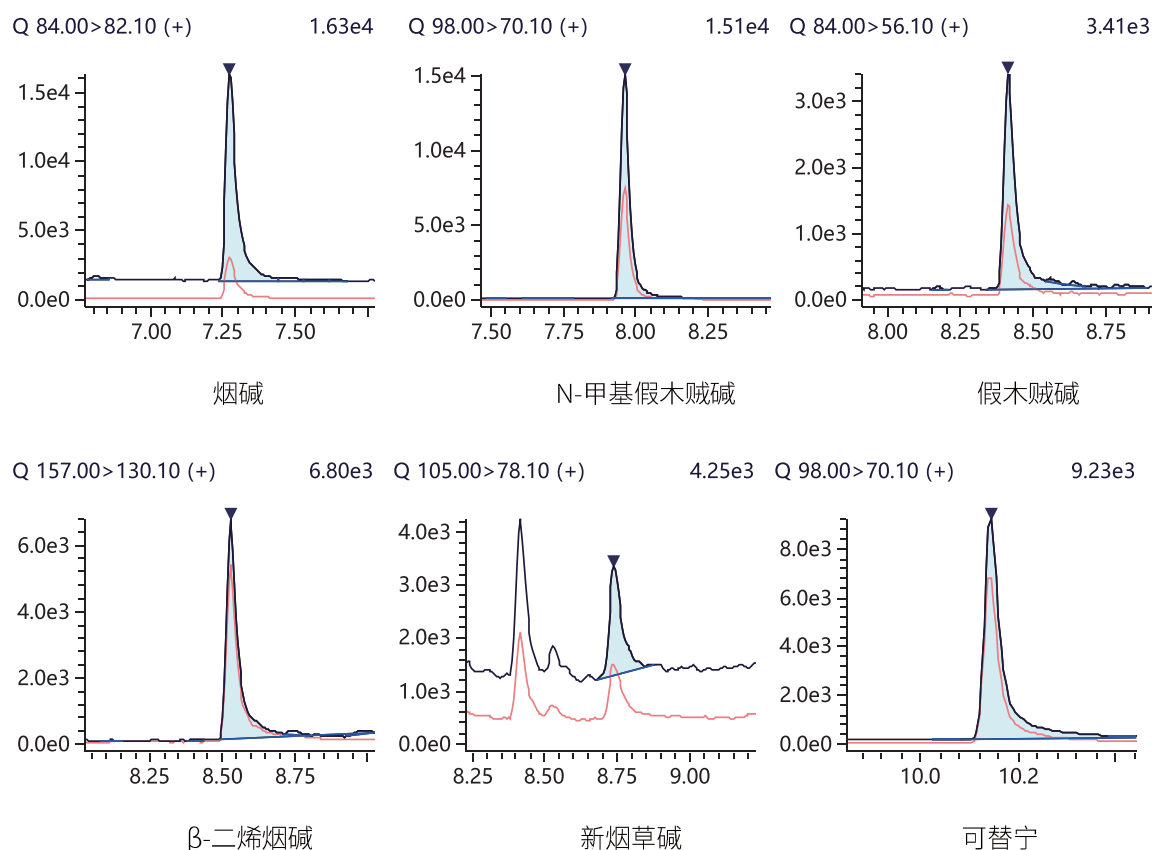 Q 84.00>82.10 (+) 1.63e4
Q 98.00>70.10 (+) 1.51e4
Q 84.00>56.10 (+) 3.41e3
1.5e4
1.0e4
5.0e3
0.0e0
7.00 7.25 7.50
烟碱
1.5e4
1.0e4
5.0e3
0.0e0
7.50 7.75 8.00 8.25
N-甲基假木贼碱
3.0e3
2.0e3
1.0e3
0.0e0
8.00 8.25 8.50 8.75
假木贼碱
Q 157.00>130.10 (+) 6.80e3
Q 105.00>78.10 (+) 4.25e3
Q 98.00>70.10 (+) 9.23e3
6.0e3
4.0e3
2.0e3
0.0e0
8.25 8.50 8.75
β-二烯烟碱
4.0e3
3.0e3
2.0e3
1.0e3
0.0e0
8.25 8.50 8.75 9.00
新烟草碱
8.0e3
6.0e3
4.0e3
2.0e3
0.0e0
10.0 10.2
可替宁